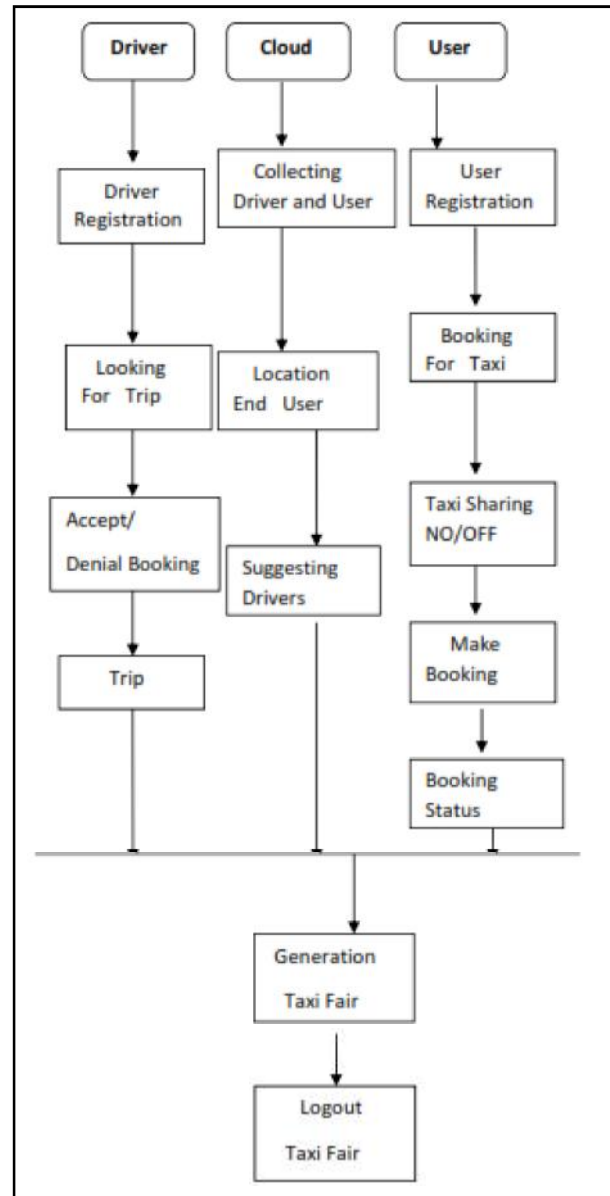 Driver
Cloud
User
Driver
Registration
Collecting
Driver and User
User
Registration
Looking
For Trip
Location
End User
Booking
For Taxi
Accept/
Denial Booking
Suggesting
Drivers
Taxi Sharing
NO/OFF
Trip
Make
Booking
Booking
Status
Generation
Taxi Fair
Logout
Taxi Fair